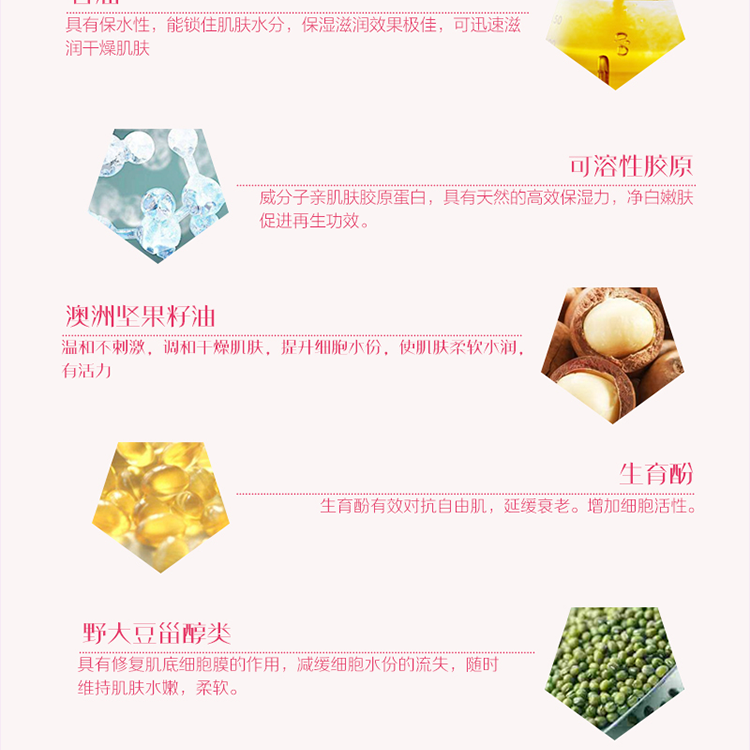 具有保水性，能锁住肌肤水分，保湿滋润效果极佳，可迅速滋
润干燥肌肤
可溶性胶原
威分子亲肌肤胶原蛋白，具有天然的高效保湿力，净白嫩肤
促进再生功效。
澳洲坚果籽油
温和不刺激，调和干燥肌肤，提升细胞水份，使肌肤柔软水润，
有活力
生育酚
生育酚有效对抗自由肌，延缓衰老。增加细胞活性。
野大豆甾醇类
具有修复肌底细胞膜的作用，减缓细胞水份的流失，随时
维持肌肤水嫩，柔软。